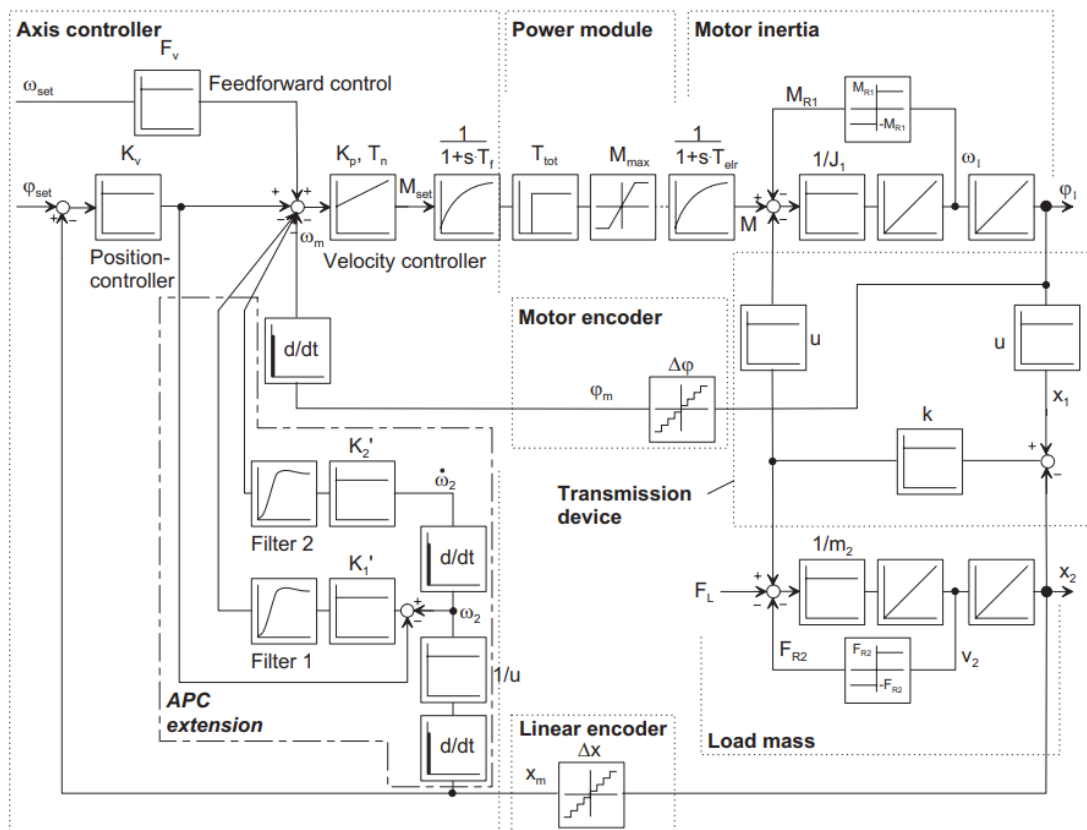 Axis controller
Power module
Motor inertia
F_v
ω_set
Feedforward control
K_v
K_p, T_n
1
1+s·T_f
T_tot
M_max
1
1+s·T_elr
M_R1
M_R1
-M_R1
1/J_1
ω_1
φ_set
M_set
M
φ_1
ω_m
Position-
controller
Velocity controller
Motor encoder
d/dt
Δφ
φ_m
u
u
x_1
k
K_2'
ω̇_2
Transmission
device
Filter 2
d/dt
K_1'
ω_2
1/m_2
F_L
x_2
Filter 1
1/u
F_R2
F_R2
-F_R2
v_2
APC
extension
d/dt
Linear encoder
Load mass
Δx
x_m